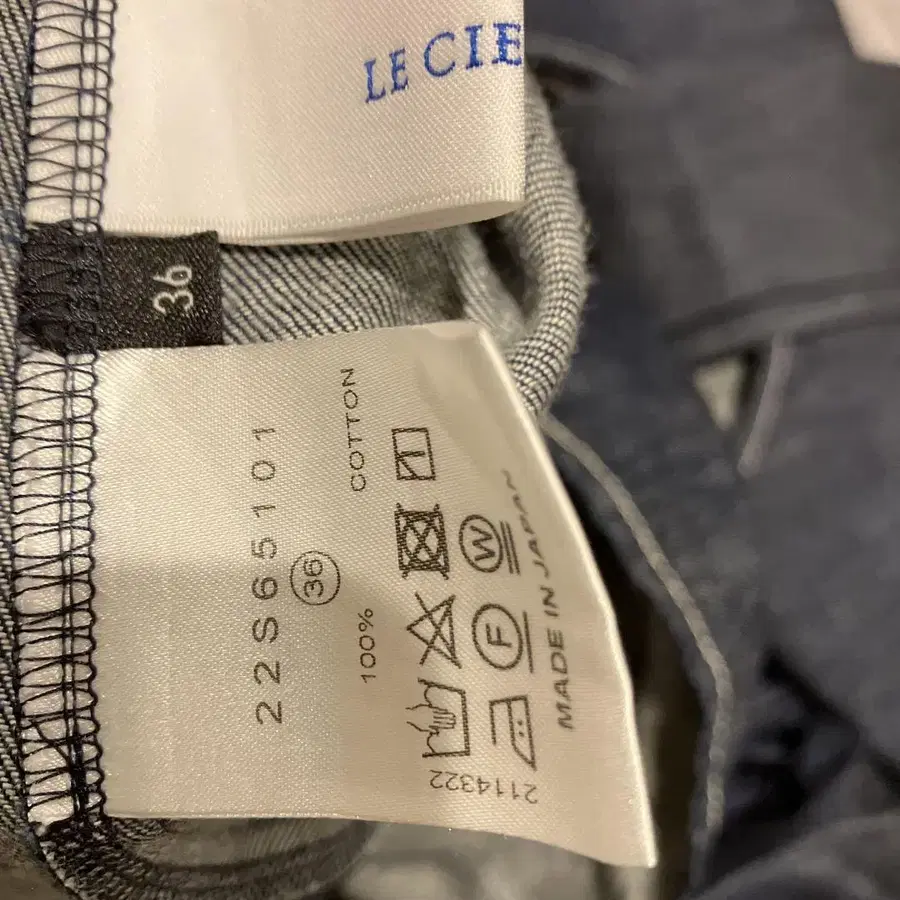 LE CIE
36
22S65101
36
100% COTTON
F W
MADE IN JAPAN
2114322